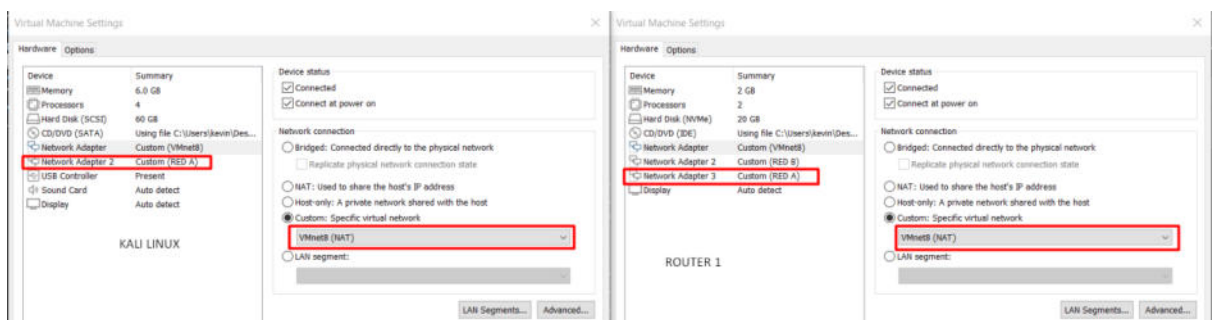 Virtual Machine Settings
Hardware Options
Device Summary
Memory 6.0 GB
Processors 4
Hard Disk (SCSI) 60 GB
CD/DVD (SATA) Using file C:\Users\kevin\Des...
Network Adapter Custom (VMnet8)
Network Adapter 2 Custom (RED A)
USB Controller Present
Sound Card Auto detect
Display Auto detect
KALI LINUX
Device status
Connected
Connect at power on
Network connection
Bridged: Connected directly to the physical network
Replicate physical network connection state
NAT: Used to share the host's IP address
Host-only: A private network shared with the host
Custom: Specific virtual network
VMnet8 (NAT)
LAN segment:
LAN Segments... Advanced...
Virtual Machine Settings
Hardware Options
Device Summary
Memory 2 GB
Processors 2
Hard Disk (NVMe) 20 GB
CD/DVD (IDE) Using file C:\Users\kevin\Des...
Network Adapter Custom (VMnet8)
Network Adapter 2 Custom (RED B)
Network Adapter 3 Custom (RED A)
Display Auto detect
ROUTER 1
Device status
Connected
Connect at power on
Network connection
Bridged: Connected directly to the physical network
Replicate physical network connection state
NAT: Used to share the host's IP address
Host-only: A private network shared with the host
Custom: Specific virtual network
VMnet8 (NAT)
LAN segment:
LAN Segments... Advanced...